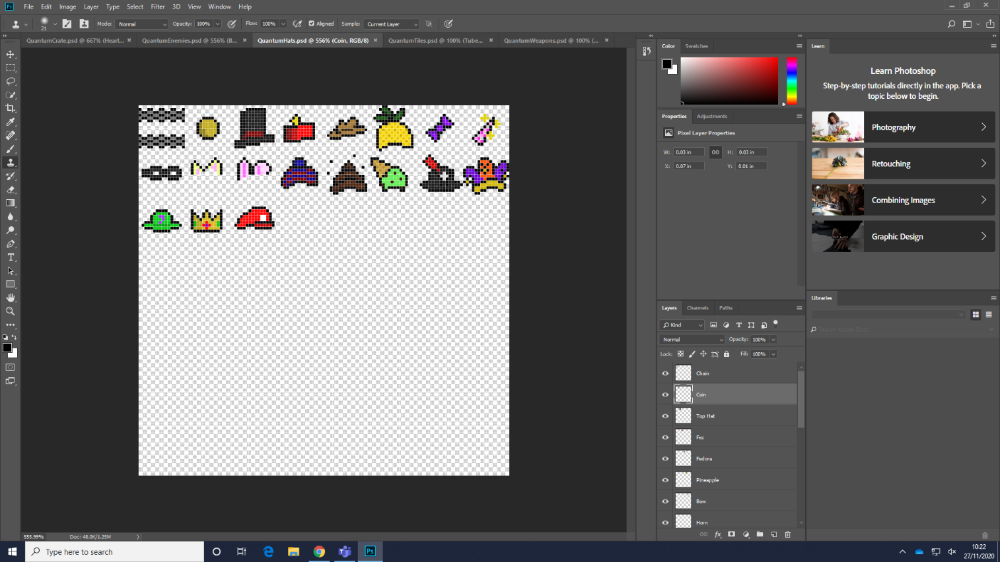 Ps File Edit Image Layer Type Select Filter 3D View Window Help
21 Mode: Normal Opacity: 100% Flow: 100% Aligned Sample: Current Layer
QuantumCrate.psd @ 667% (Heart... × QuantumEnemies.psd @ 556% (B... × QuantumHats.psd @ 556% (Coin, RGB/8) × QuantumTiles.psd @ 100% (Tube... × QuantumWeapons.psd @ 100% (... ×
Color Swatches
Properties Adjustments
Pixel Layer Properties
W: 0.03 in H: 0.03 in
X: 0.07 in Y: 0.01 in
Layers Channels Paths
Kind
Normal Opacity: 100%
Lock: Fill: 100%
Chain
Coin
Top Hat
Fez
Fedora
Pineapple
Bow
Horn
fx
Learn
Learn Photoshop
Step-by-step tutorials directly in the app. Pick a
topic below to begin.
Photography
Retouching
Combining Images
Graphic Design
Libraries
Search Adobe Stock
555.99% Doc: 48.0K/1.25M
Type here to search
Ps
10:22
27/11/2020